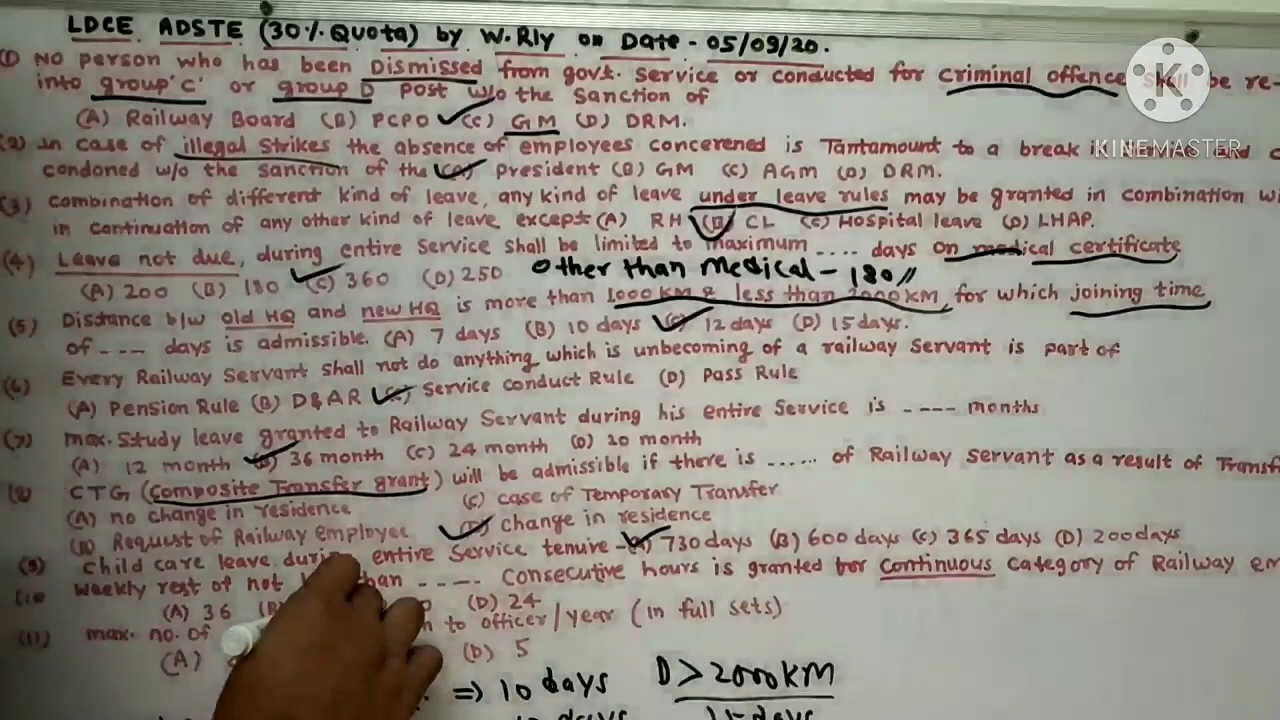 LDCE ADSTE (30% Quota) by W.Rly on Date - 05/09/20.
(1) No person who has been Dismissed from govt. service or conducted for criminal offence shall be re-
into group 'C' or group D post w/o the sanction of
(A) Railway Board (B) PCPO (C) GM (D) DRM.
(2) In case of illegal strikes the absence of employees concerened is Tantamount to a break i
condoned w/o the sanction of the (A) President (B) GM (C) AGM (D) DRM.
(3) Combination of different kind of leave, any kind of leave under leave rules may be granted in combination w
in continuation of any other kind of leave except (A) RH (B) CL (C) Hospital leave (D) LHAP.
(4) Leave not due, during entire service shall be limited to maximum .... days on medical certificate
(A) 200 (B) 180 (C) 360 (D) 250 Other than medical - 180//
(5) Distance b/w old HQ and new HQ is more than 1000 KM & less than 2000 KM, for which joining time
of --- days is admissible. (A) 7 days (B) 10 days (C) 12 days (D) 15 days.
(6) Every Railway Servant shall not do anything which is unbecoming of a railway servant is part of
(A) Pension Rule (B) D&AR (C) Service conduct Rule (D) Pass Rule
(7) max. study leave granted to Railway Servant during his entire Service is ---- months
(A) 12 month (B) 36 month (C) 24 month (D) 20 month
(8) CTG (Composite Transfer grant) will be admissible if there is ...... of Railway servant as a result of Transf
(A) no change in residence (C) case of Temporary Transfer
(B) Request of Railway employee (D) change in residence
(9) child care leave during entire service tenure - (A) 730 days (B) 600 days (C) 365 days (D) 200 days
(10 weekly rest of not than ----- consecutive hours is granted for continuous category of Railway em
(A) 36 (B) (D) 24
(11) max. no. of to officer/year (in full sets)
(A) (D) 5
=> 10 days D > 2000KM
days 15 days
KINEMASTER